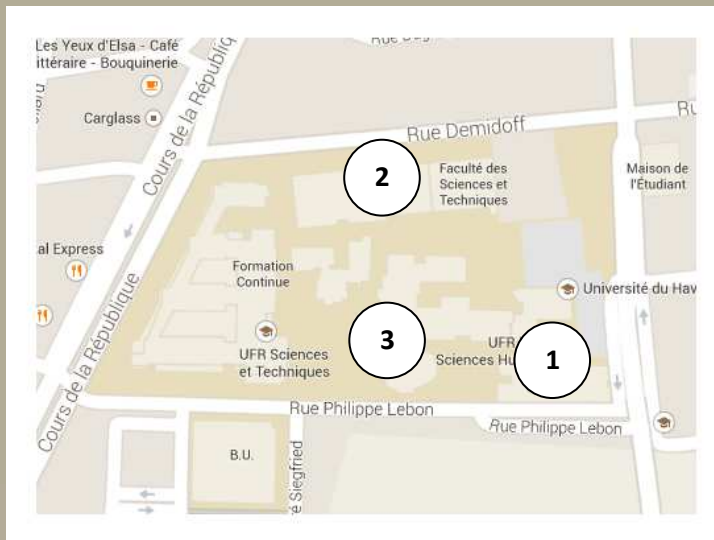 Les Yeux d'Elsa - Café
ittéraire - Bouquinerie
Carglass
Cours de la République
Rue Demidoff
2
Faculté des
Sciences et
Techniques
Maison de
l'Étudiant
al Express
Formation
Continue
Université du Hav
UFR Sciences
et Techniques
3
UFR
Sciences Hu
1
Cours de la République
Rue Philippe Lebon
Rue Philippe Lebon
B.U.
Siegfried